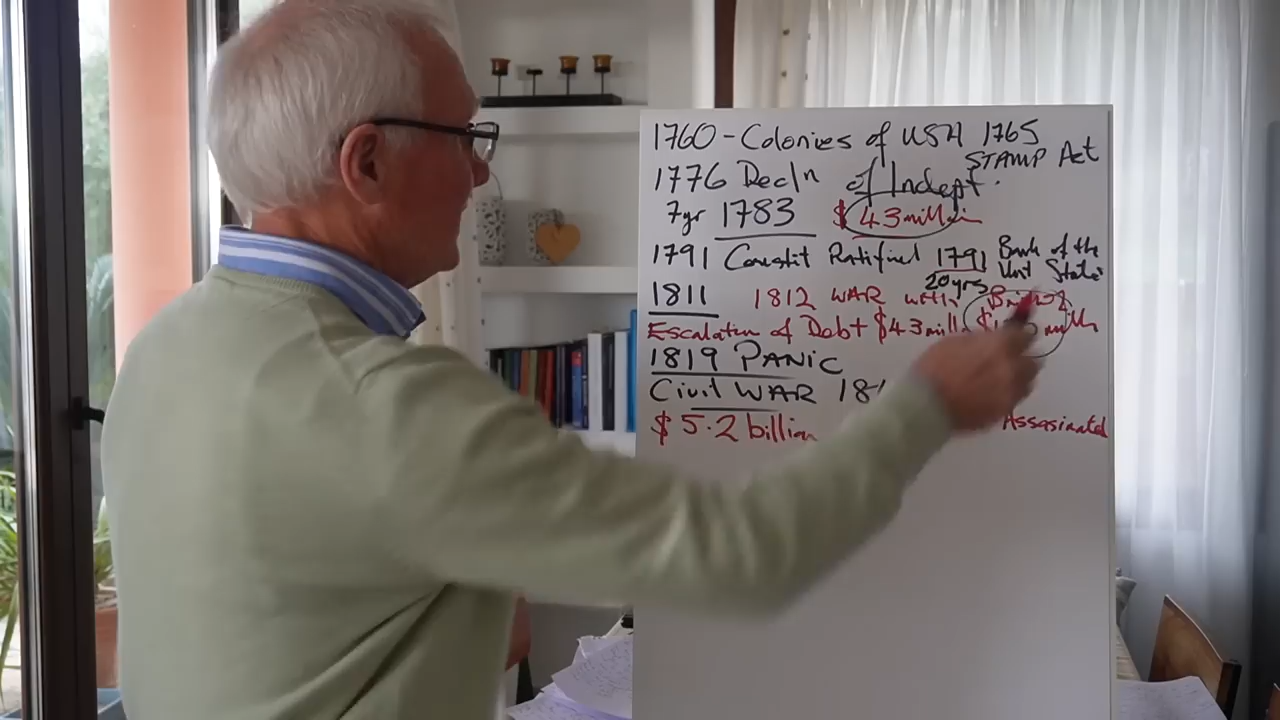 1760 - Colonies of USA 1765
STAMP Act
1776 Decln of Indept.
7yr 1783 $43 million
1791 Constit Ratified 1791 Bank of the
Unit States
20yrs
1811 1812 WAR with
Escalation of Debt $43 mill
1819 PANIC
Civil WAR
$5.2 billion Assasinated